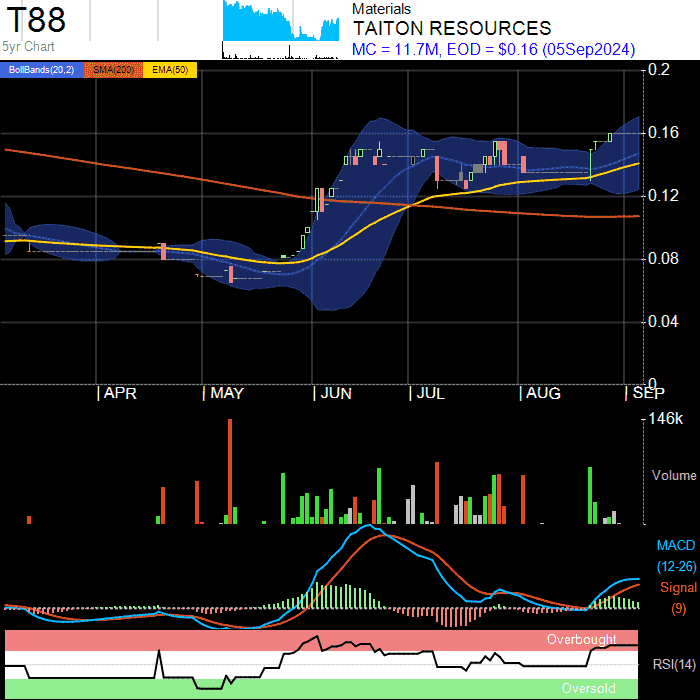 T88
5yr Chart
Materials
TAITON RESOURCES
MC = 11.7M, EOD = $0.16 (05Sep2024)
BollBands(20,2) SMA(200) EMA(50)
0.2
0.16
0.12
0.08
0.04
0
APR MAY JUN JUL AUG SEP
146k
Volume
MACD
(12-26)
Signal
(9)
Overbought
RSI(14)
Oversold